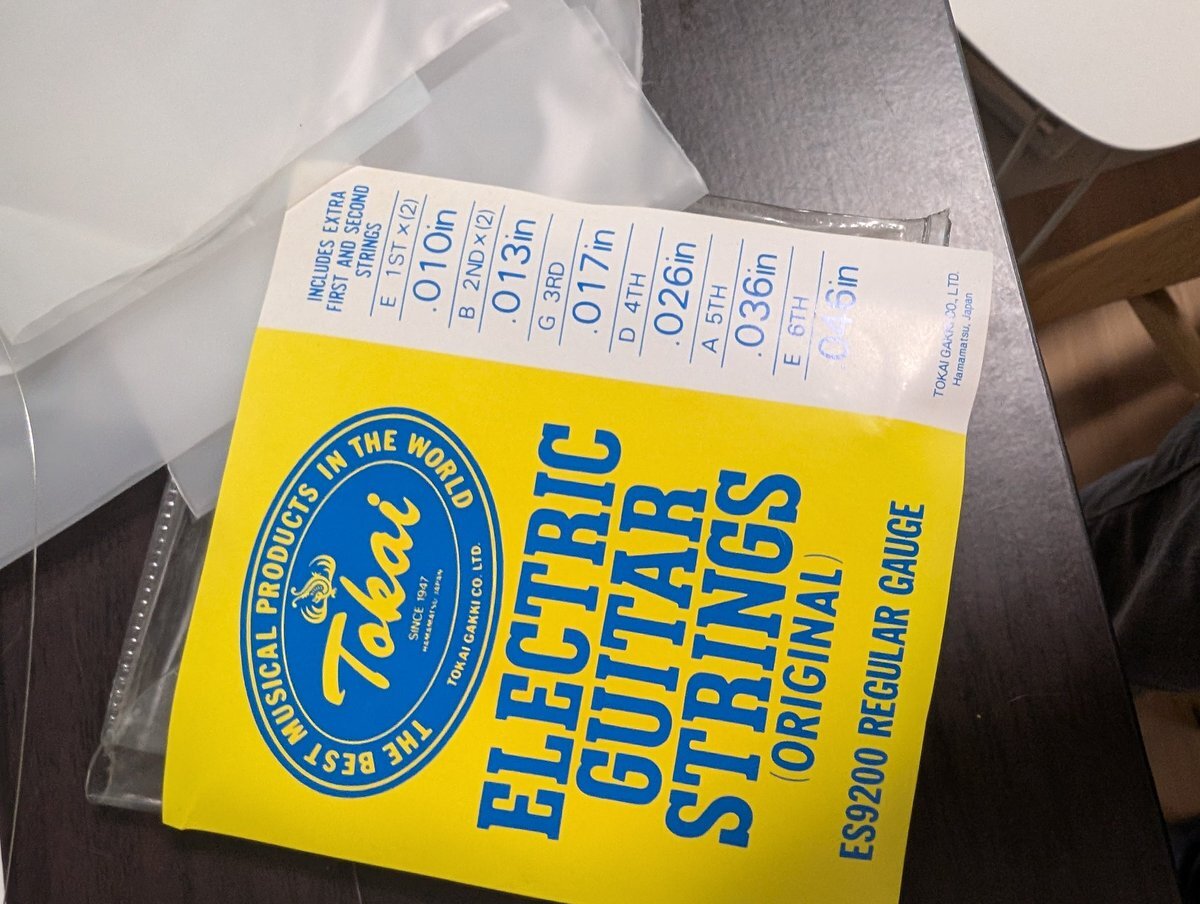 THE BEST MUSICAL PRODUCTS IN THE WORLD
Tokai
SINCE 1947
HAMAMATSU JAPAN
TOKAI GAKKI CO. LTD.
ELECTRIC
GUITAR
STRINGS
(ORIGINAL)
ES9200 REGULAR GAUGE
INCLUDES EXTRA
FIRST AND SECOND
STRINGS
E 1ST × (2)
.010in
B 2ND × (2)
.013in
G 3RD
.017in
D 4TH
.026in
A 5TH
.036in
E 6TH
.046in
TOKAI GAKKI CO., LTD.
Hamamatsu, Japan